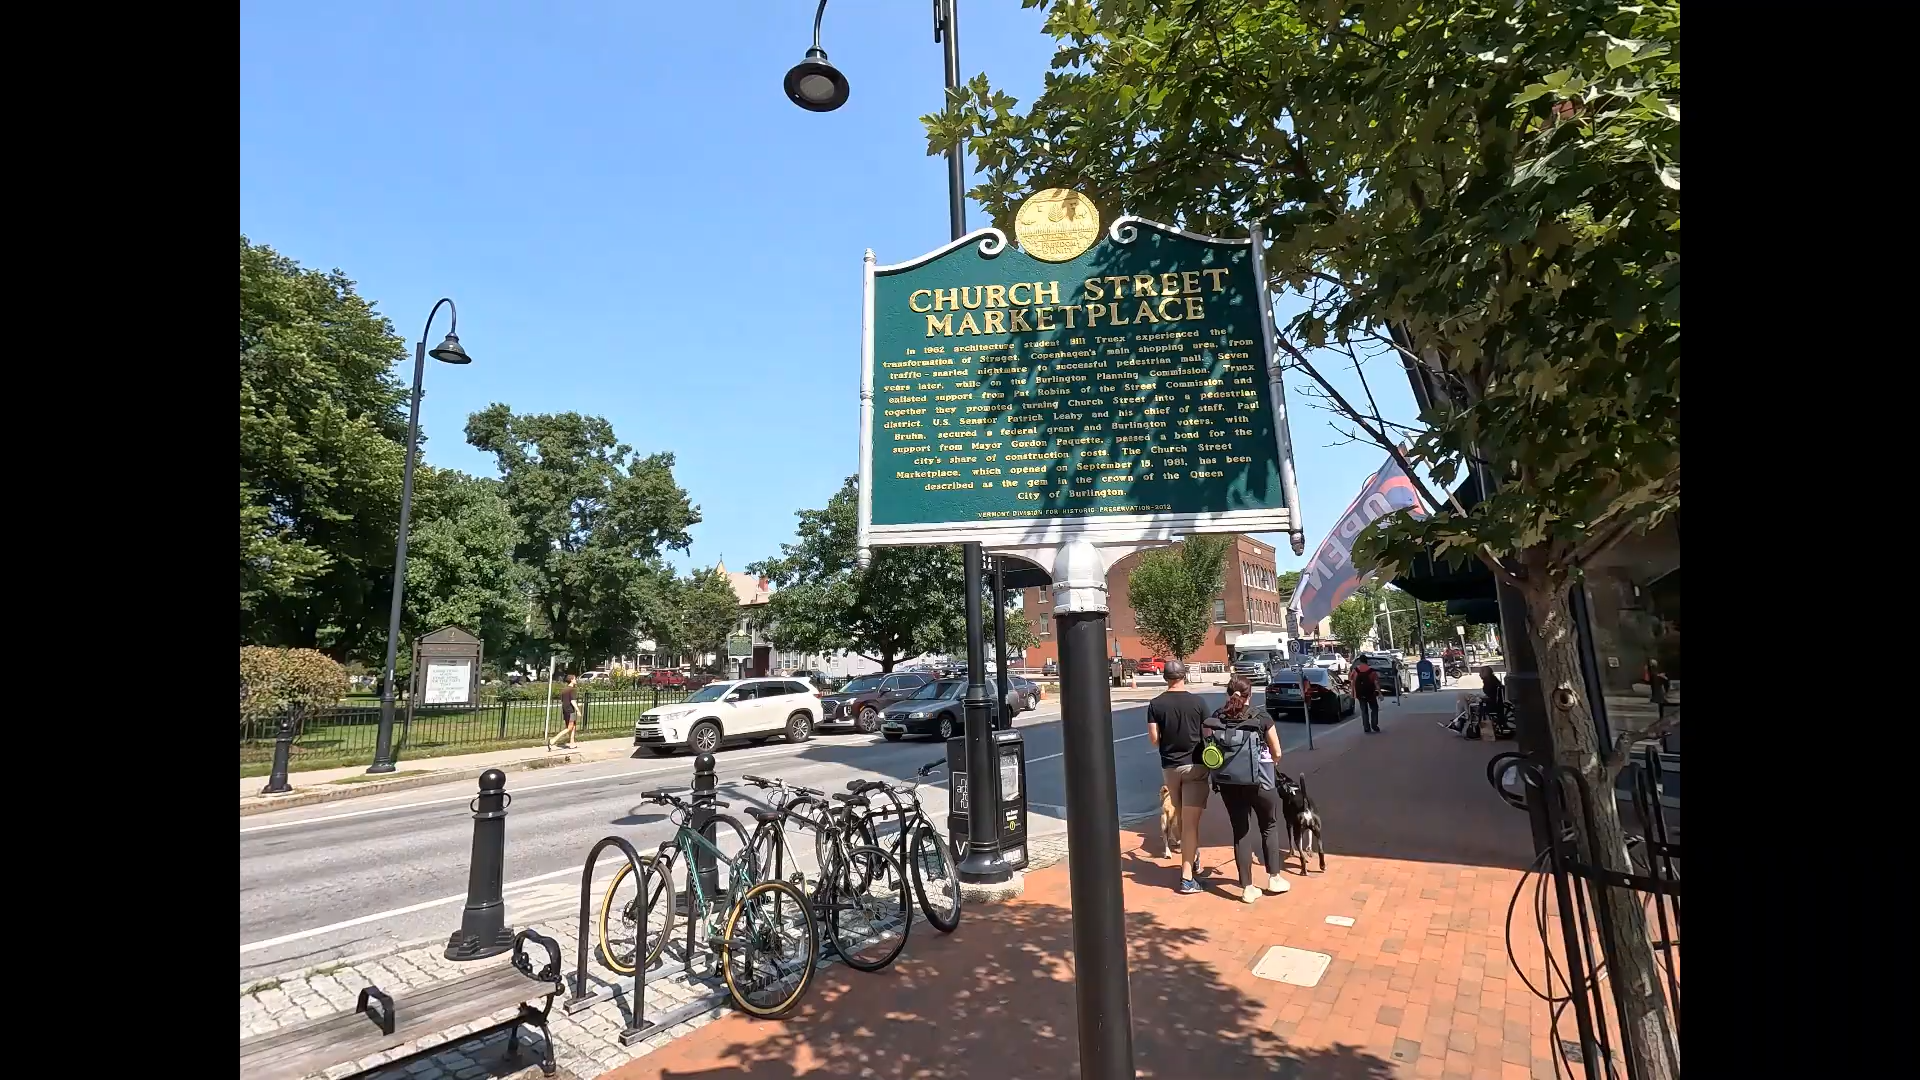 CHURCH STREET
MARKETPLACE
In 1962 architecture student Bill Truex experienced the
transformation of Strøget, Copenhagen's main shopping area, from
traffic-snarled nightmare to successful pedestrian mall. Seven
years later, while on the Burlington Planning Commission, Truex
enlisted support from Pat Robins of the Street Commission and
together they promoted turning Church Street into a pedestrian
district. U.S. Senator Patrick Leahy and his chief of staff, Paul
Bruhn, secured a federal grant and Burlington voters, with
support from Mayor Gordon Paquette, passed a bond for the
city's share of construction costs. The Church Street
Marketplace, which opened on September 15, 1981, has been
described as the gem in the crown of the Queen
City of Burlington.
VERMONT DIVISION FOR HISTORIC PRESERVATION-2012
OPEN